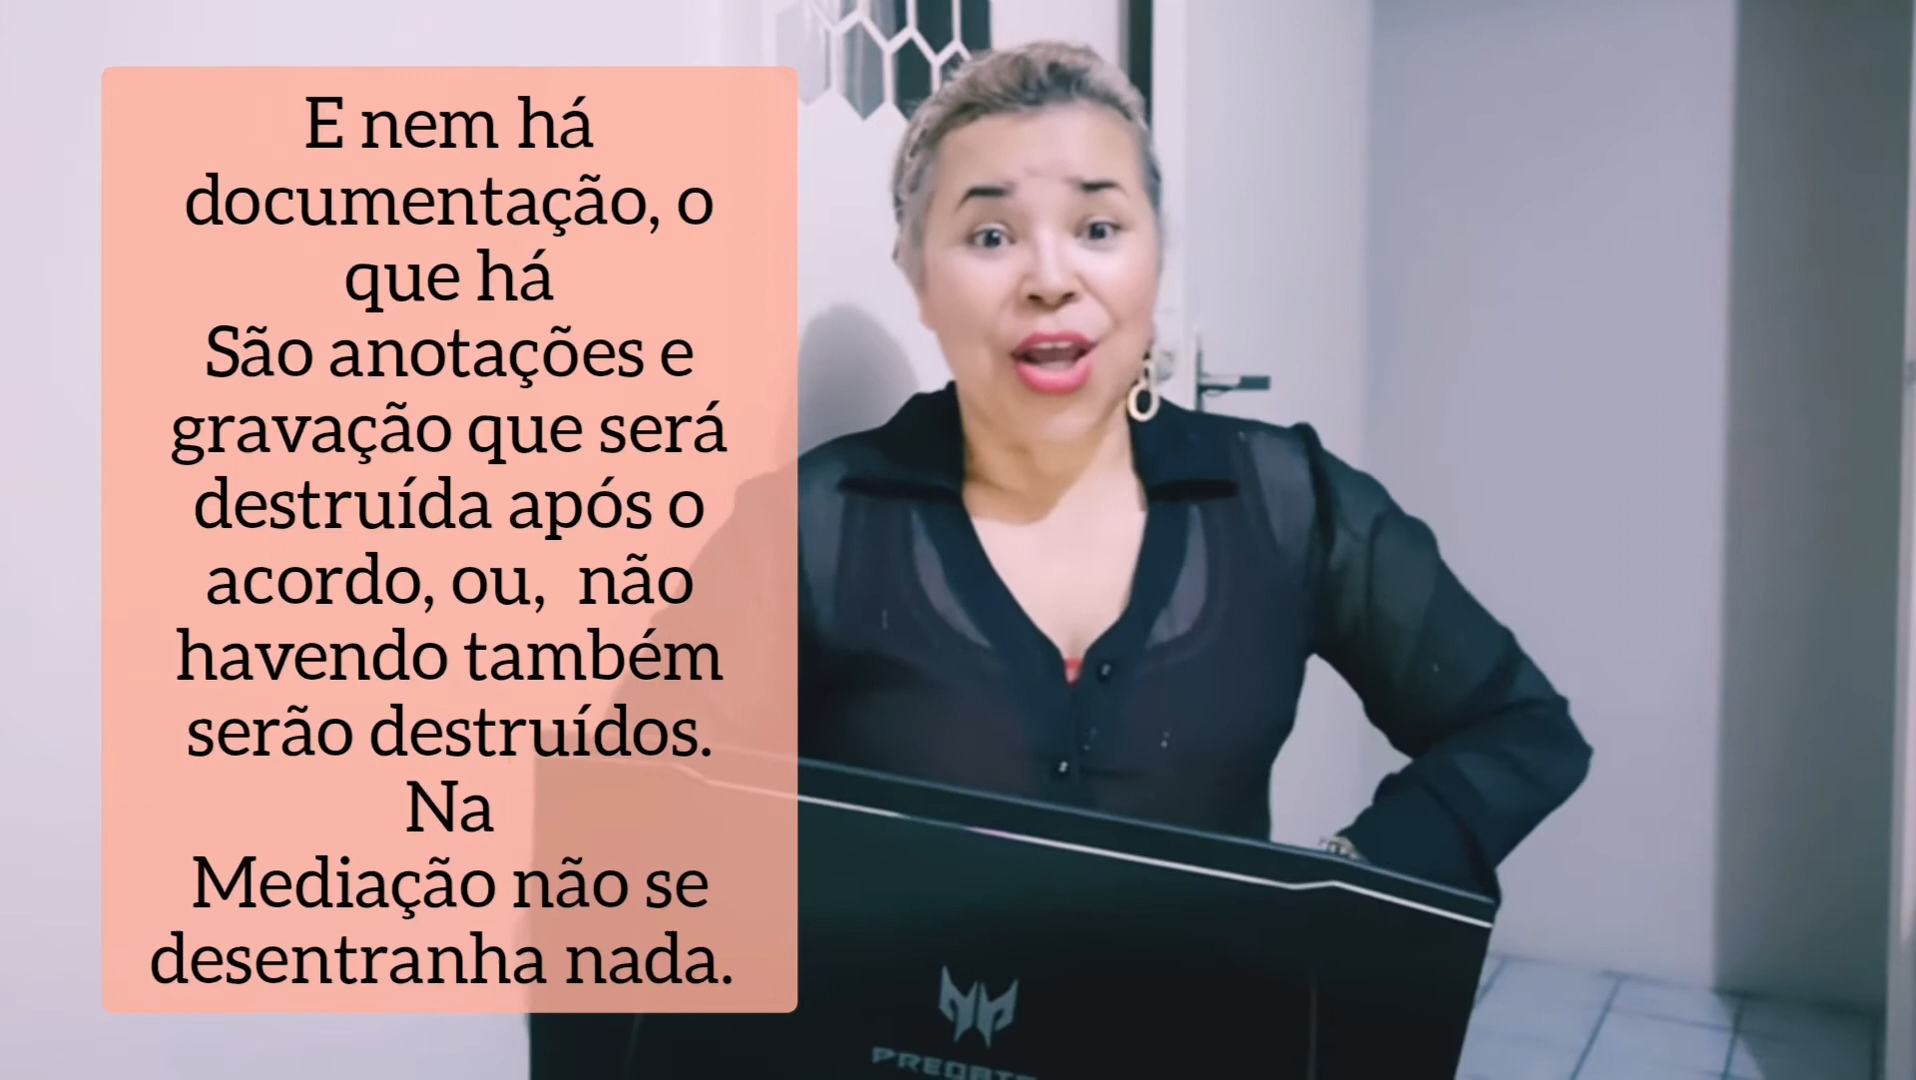 E nem há
documentação, o
que há
São anotações e
gravação que será
destruída após o
acordo, ou,  não
havendo também
serão destruídos.
Na
Mediação não se
desentranha nada.